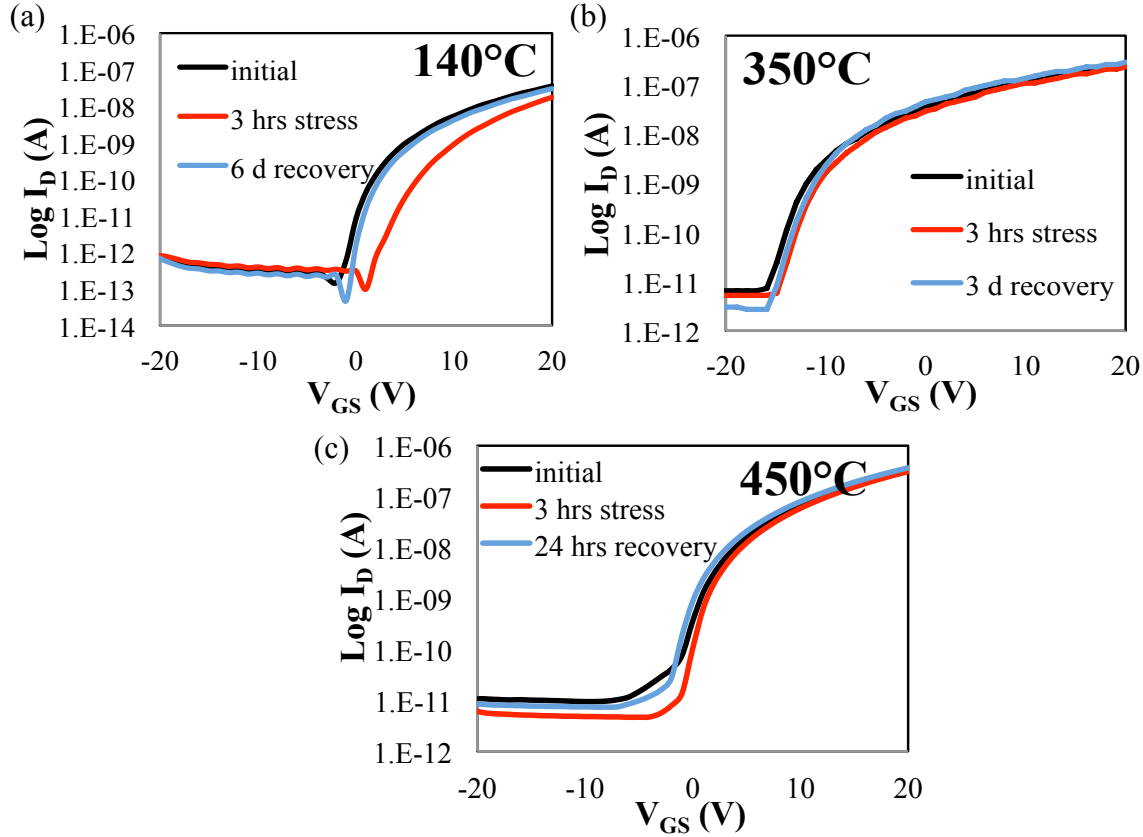 (a)
1.E-06
1.E-07
1.E-08
1.E-09
1.E-10
1.E-11
1.E-12
1.E-13
1.E-14
Log I_D (A)
initial
3 hrs stress
6 d recovery
140°C
-20
-10
0
10
20
V_GS (V)
(b)
1.E-06
1.E-07
1.E-08
1.E-09
1.E-10
1.E-11
1.E-12
Log I_D (A)
350°C
initial
3 hrs stress
3 d recovery
-20
-10
0
10
20
V_GS (V)
(c)
1.E-06
1.E-07
1.E-08
1.E-09
1.E-10
1.E-11
1.E-12
Log I_D (A)
initial
3 hrs stress
24 hrs recovery
450°C
-20
-10
0
10
20
V_GS (V)